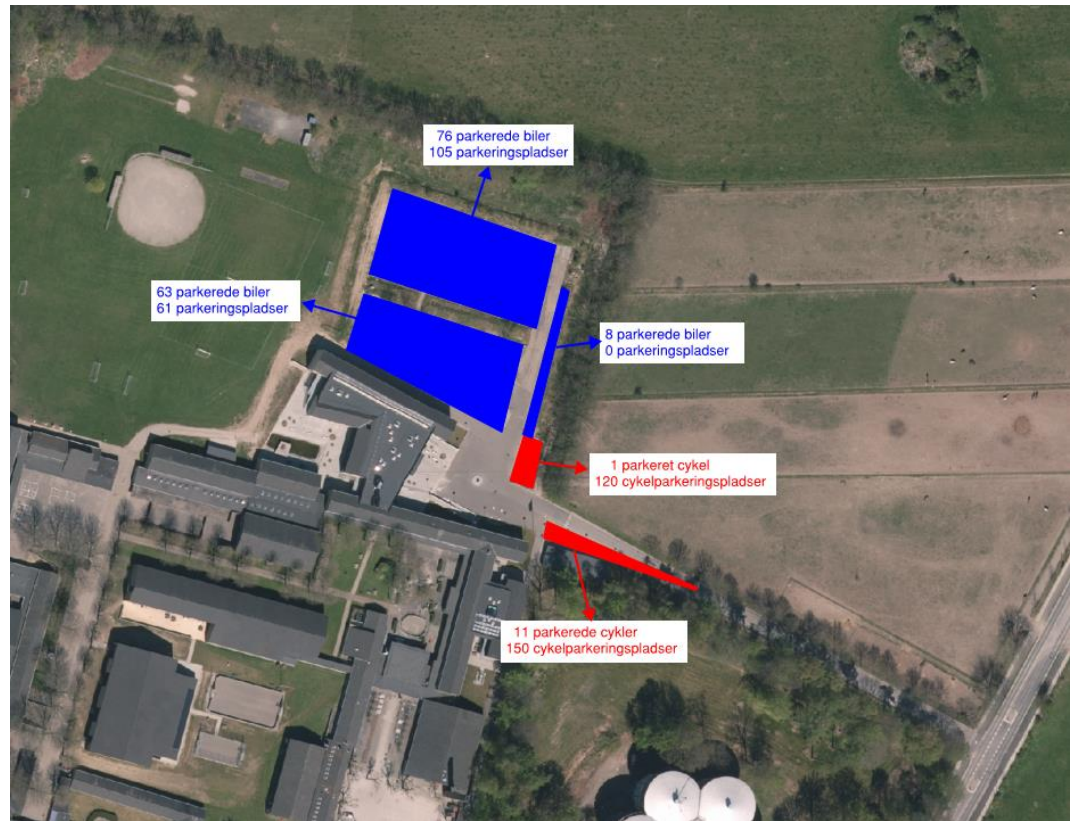 76 parkerede biler
105 parkeringspladser
63 parkerede biler
61 parkeringspladser
8 parkerede biler
0 parkeringspladser
1 parkeret cykel
120 cykelparkeringspladser
11 parkerede cykler
150 cykelparkeringspladser